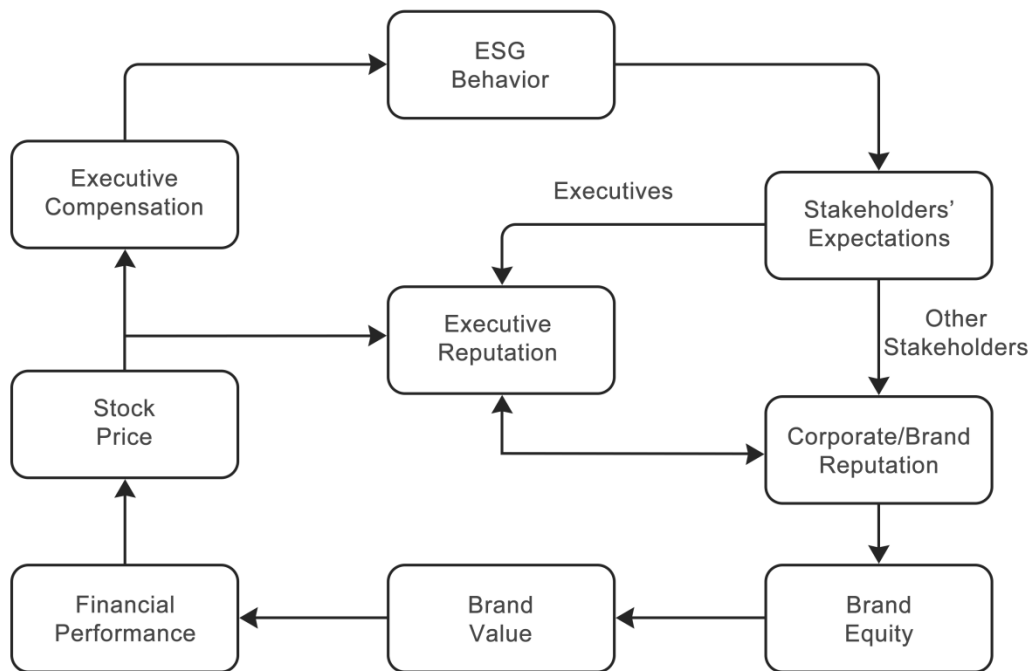 ESG
Behavior
Executive
Compensation
Executives
Stakeholders’
Expectations
Executive
Reputation
Other
Stakeholders
Stock
Price
Corporate/Brand
Reputation
Financial
Performance
Brand
Value
Brand
Equity